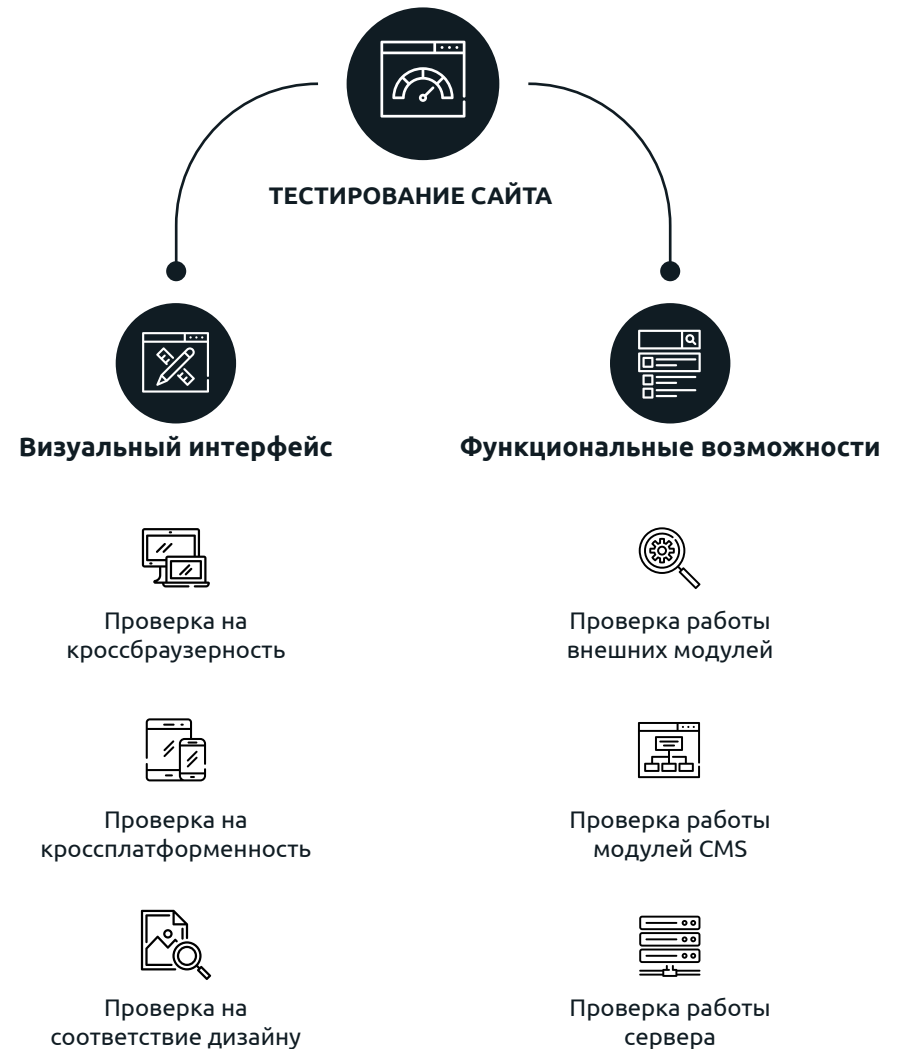 ТЕСТИРОВАНИЕ САЙТА
Визуальный интерфейс
Функциональные возможности
Проверка на
кроссбраузерность
Проверка работы
внешних модулей
Проверка на
кроссплатформенность
Проверка работы
модулей CMS
Проверка на
соответствие дизайну
Проверка работы
сервера